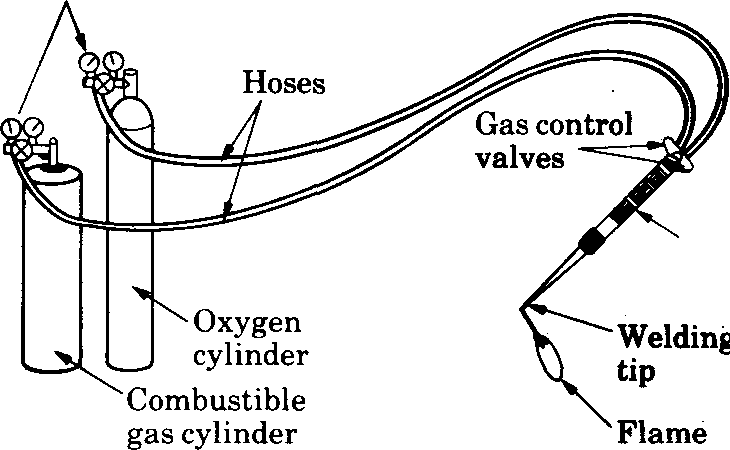 Hoses
Gas control
valves
Oxygen
cylinder
Welding
tip
Combustible
gas cylinder
Flame